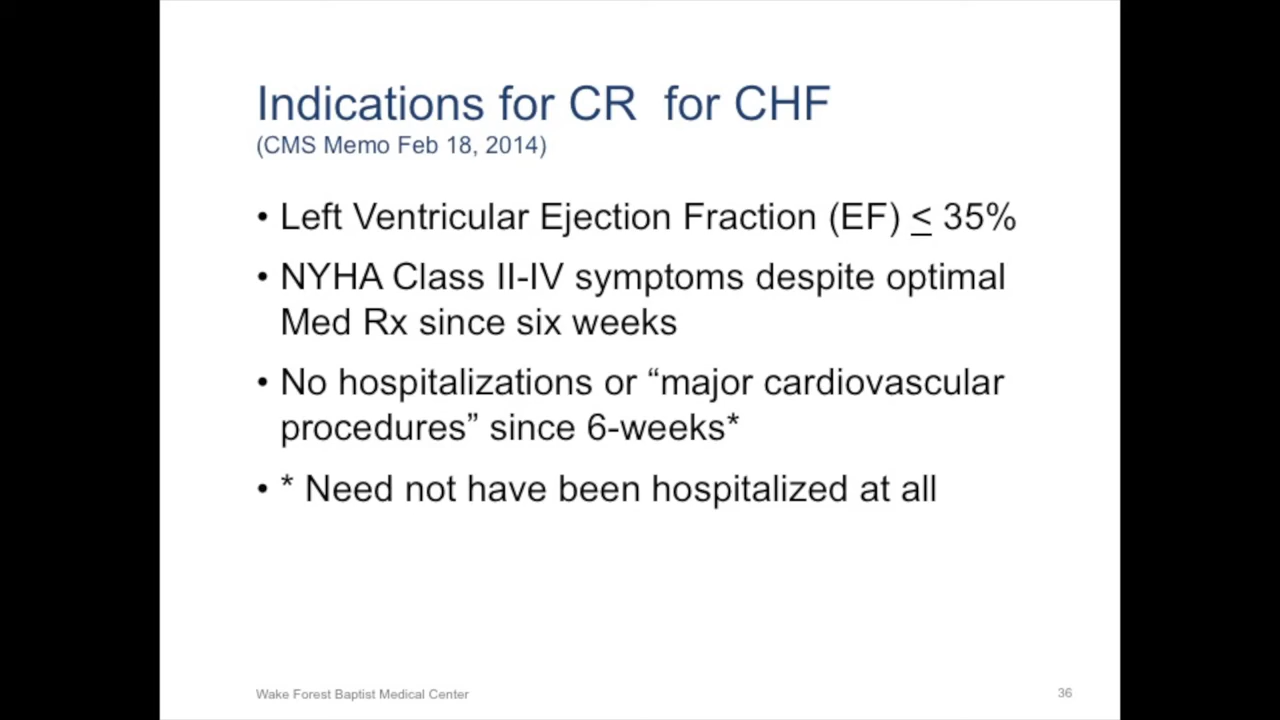 Indications for CR  for CHF
(CMS Memo Feb 18, 2014)
• Left Ventricular Ejection Fraction (EF) ≤ 35%
• NYHA Class II-IV symptoms despite optimal
Med Rx since six weeks
• No hospitalizations or “major cardiovascular
procedures” since 6-weeks*
• * Need not have been hospitalized at all
Wake Forest Baptist Medical Center
36